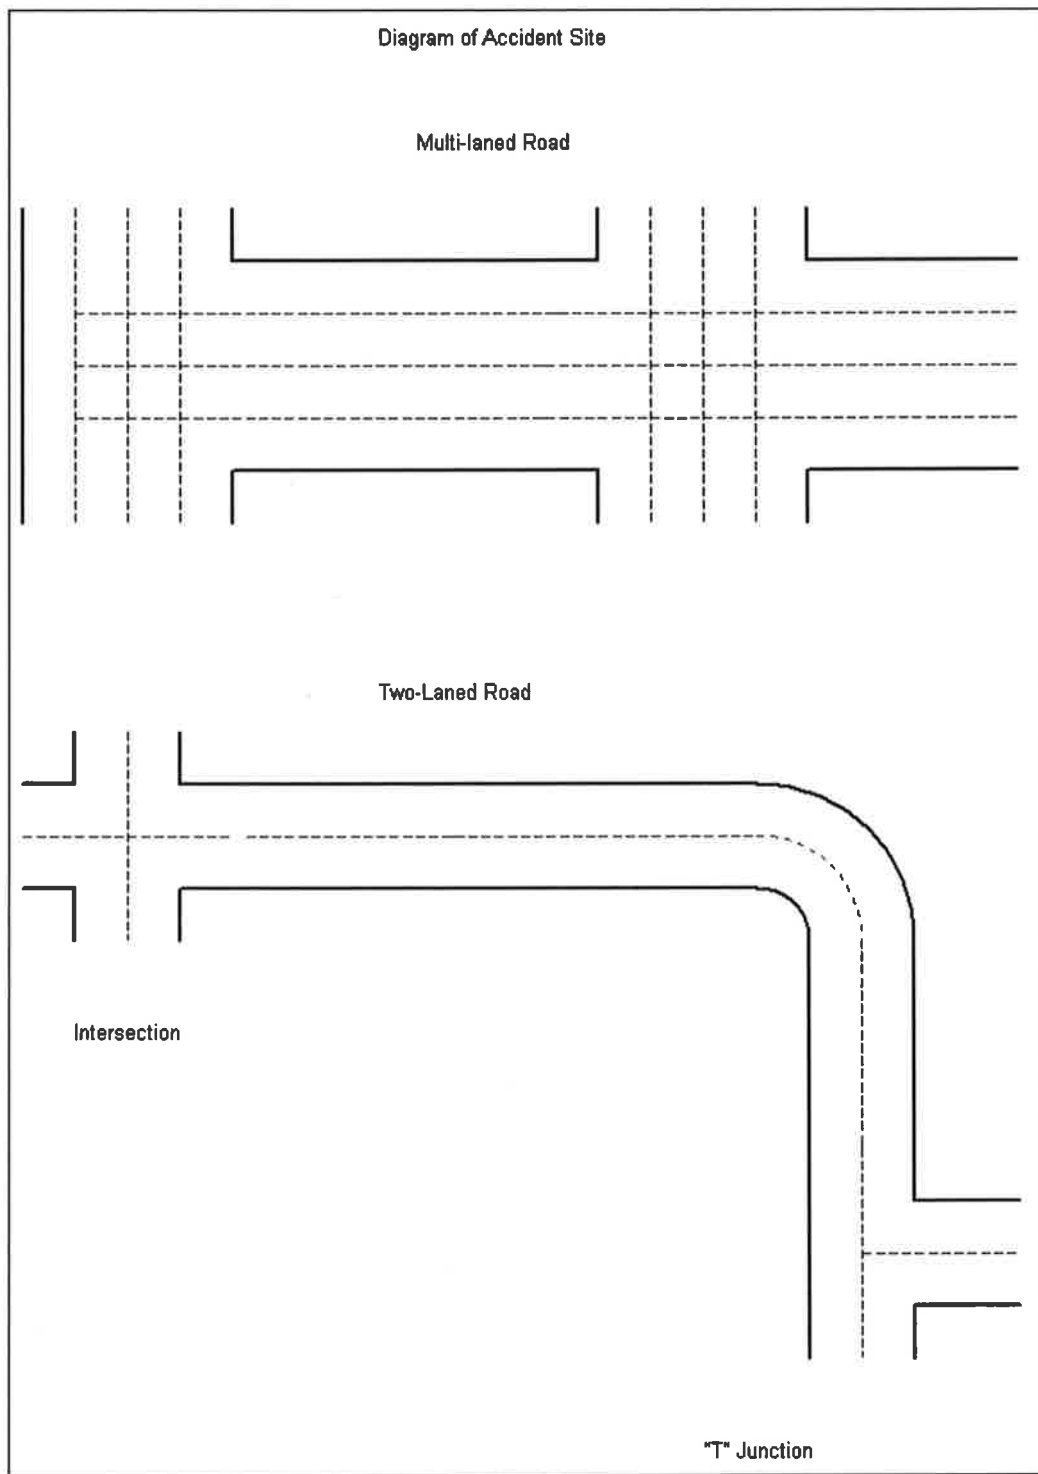 Diagram of Accident Site
Multi-laned Road
Two-Laned Road
Intersection
"T" Junction